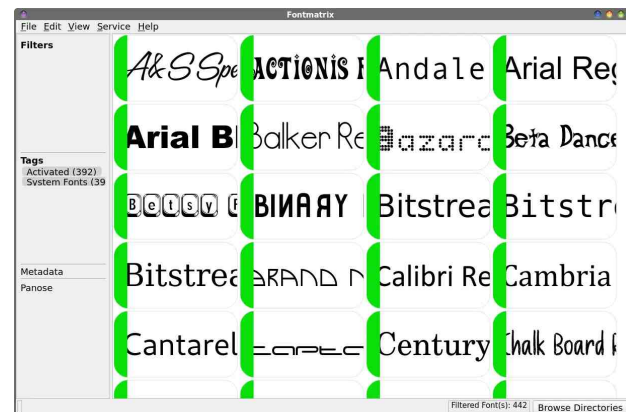 Fontmatrix
File Edit View Service Help
Filters
Tags
Activated (392)
System Fonts (39
Metadata
Panose
A&S Spe ACTIONIS F Andale Arial Reg
Arial Bl Balker Re Bazaro Beta Dance
Betsy F BINARY Bitstrea Bitstr
Bitstrea BRAND N Calibri Re Cambria
Cantarel Century Chalk Board R
Filtered Font(s): 442 Browse Directories